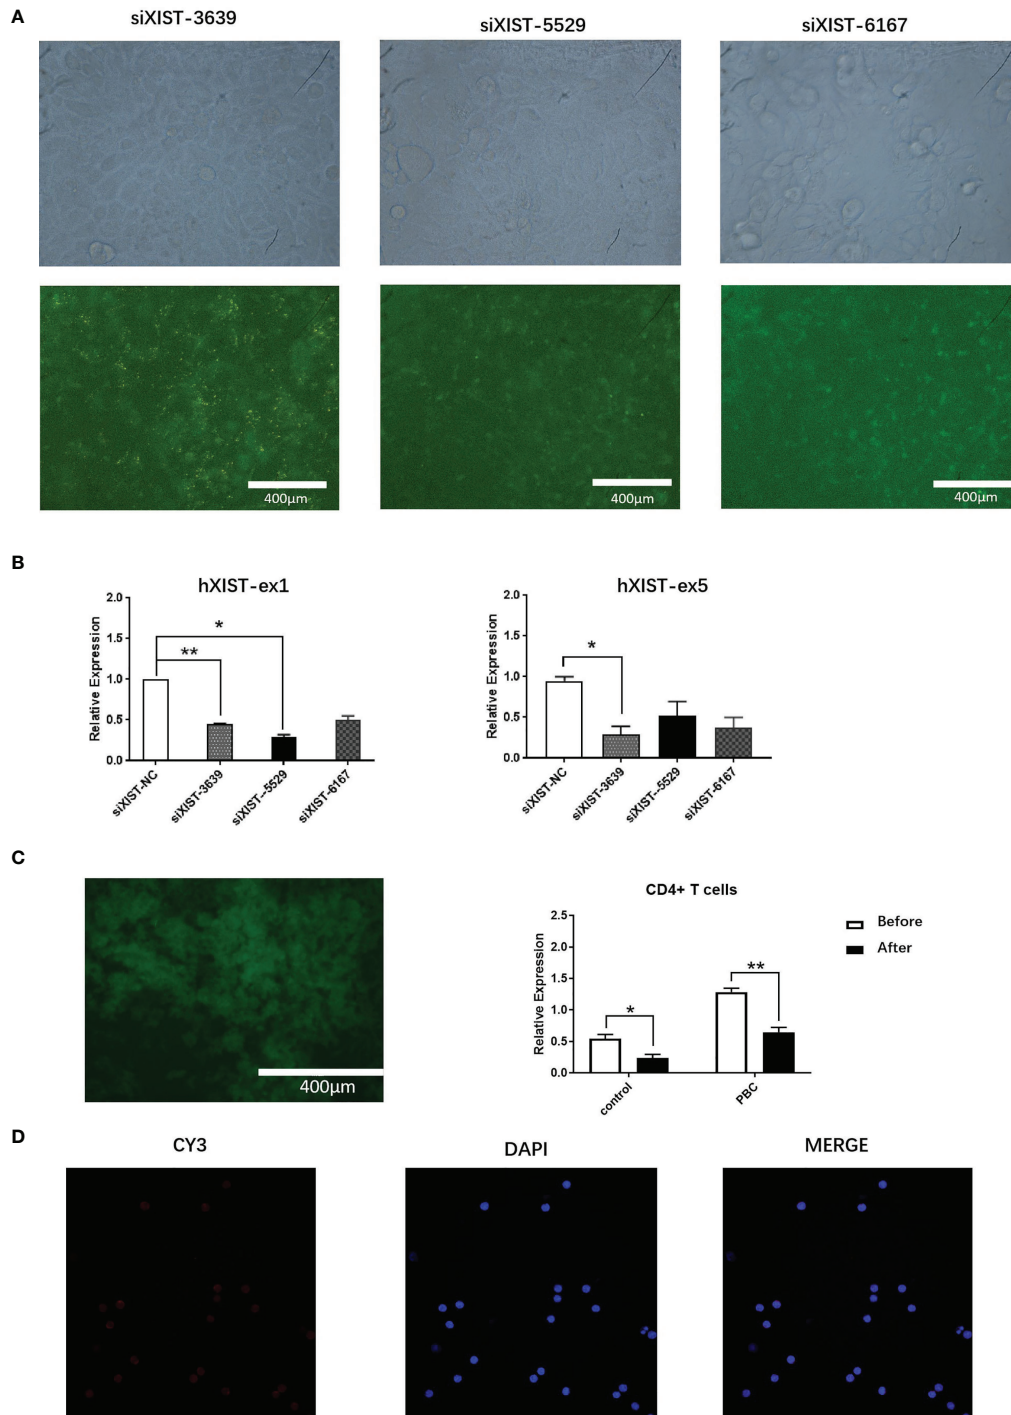 A
siXIST-3639
siXIST-5529
siXIST-6167
400μm
400μm
400μm
B
hXIST-ex1
Relative Expression
2.0
1.5
1.0
0.5
0.0
*
**
siXIST-NC
siXIST-3639
siXIST--5529
siXIST-6167
hXIST-ex5
Relative Expression
2.0
1.5
1.0
0.5
0.0
*
siXIST-NC
siXIST-3639
siXIST--5529
siXIST-6167
C
400μm
CD4+ T cells
Relative Expression
2.5
2.0
1.5
1.0
0.5
0.0
*
**
control
PBC
Before
After
D
CY3
DAPI
MERGE